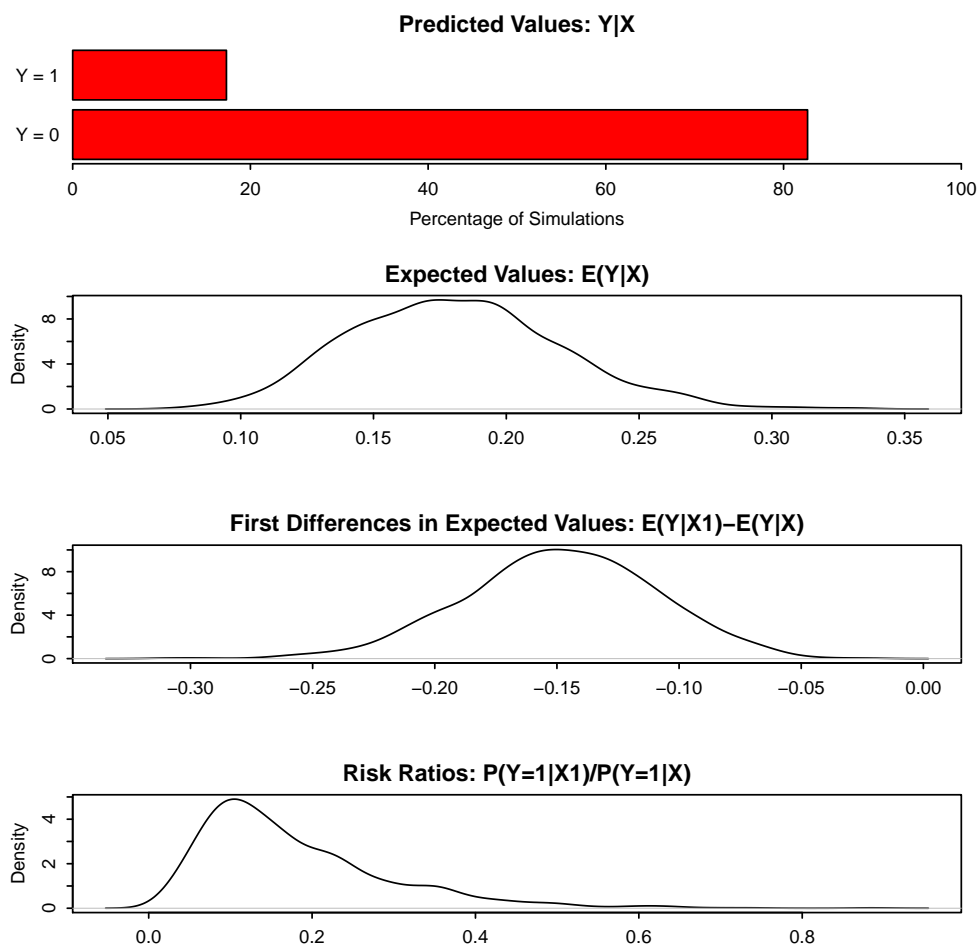 Predicted Values: Y|X
Y = 1
Y = 0
0 20 40 60 80 100
Percentage of Simulations
Expected Values: E(Y|X)
Density
8
4
0
0.05 0.10 0.15 0.20 0.25 0.30 0.35
First Differences in Expected Values: E(Y|X1)−E(Y|X)
Density
8
4
0
−0.30 −0.25 −0.20 −0.15 −0.10 −0.05 0.00
Risk Ratios: P(Y=1|X1)/P(Y=1|X)
Density
4
2
0
0.0 0.2 0.4 0.6 0.8